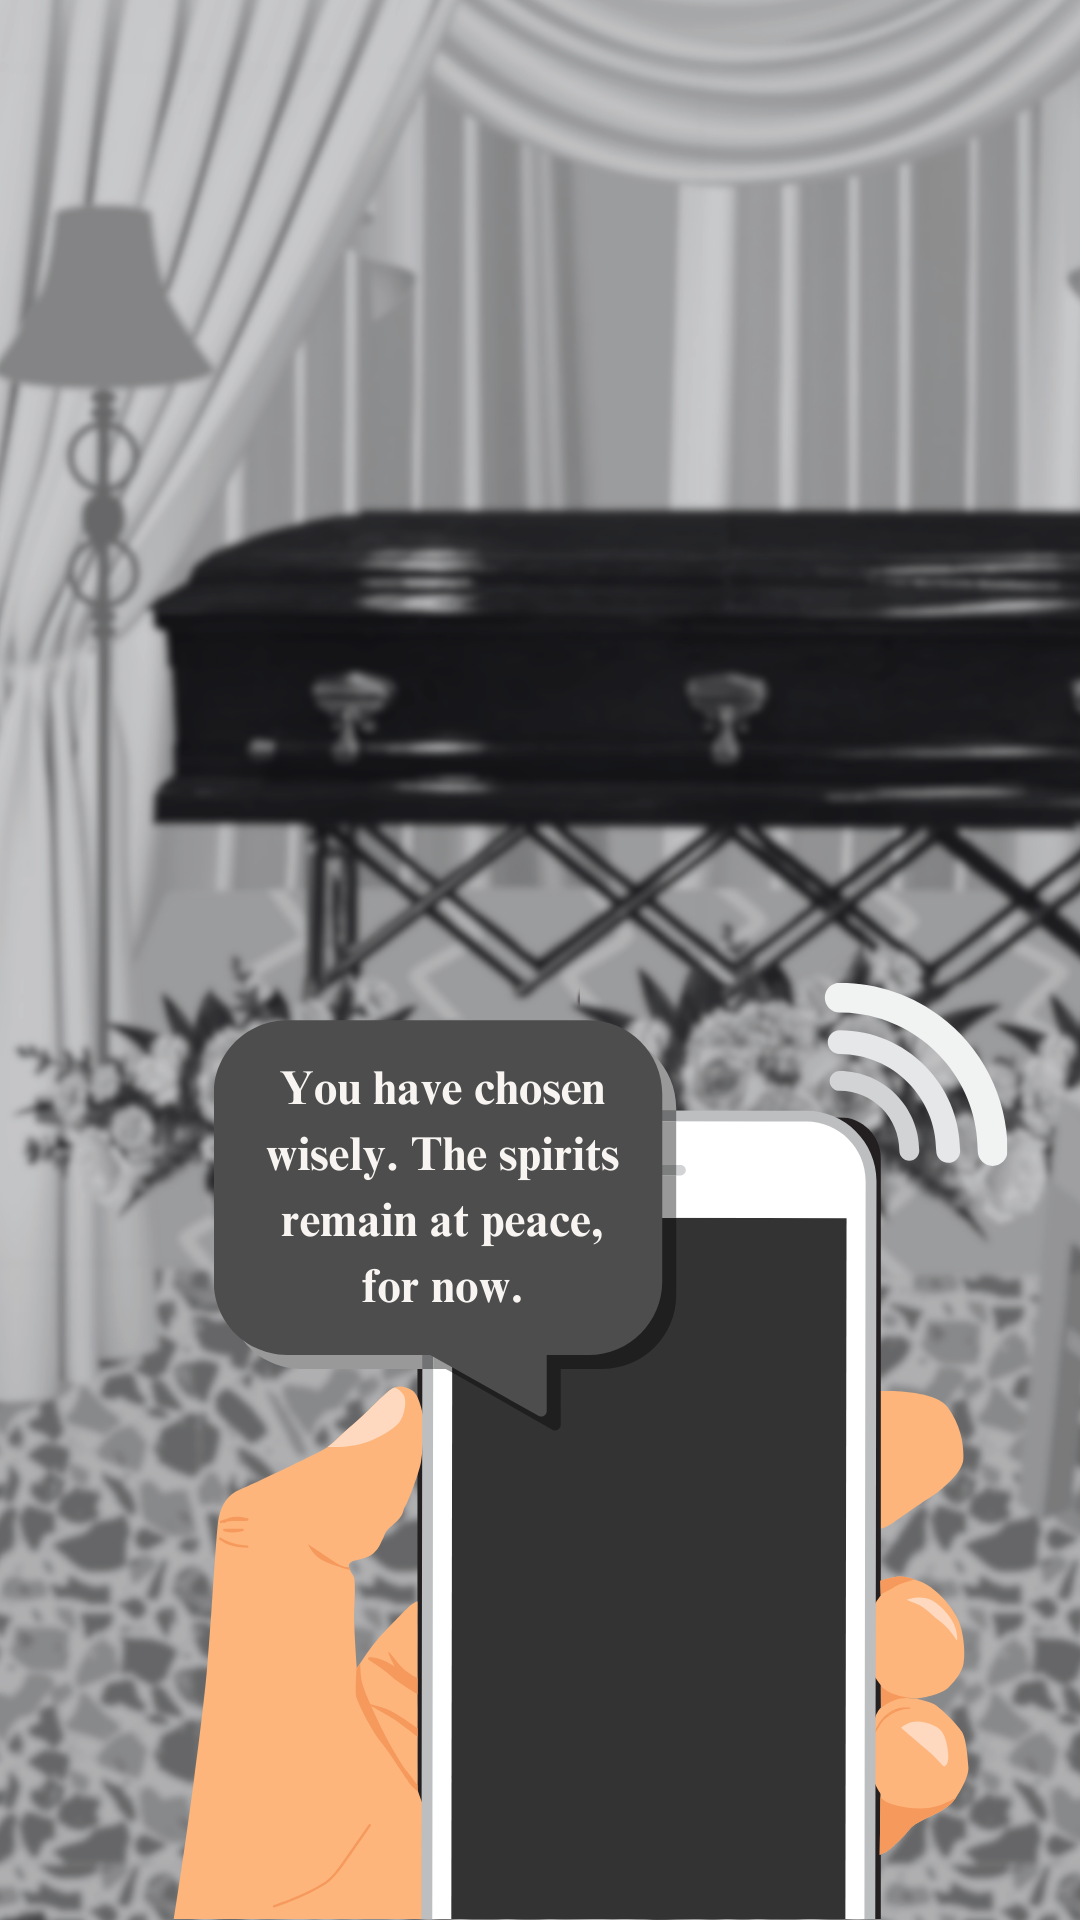 You have chosen
wisely. The spirits
remain at peace,
for now.